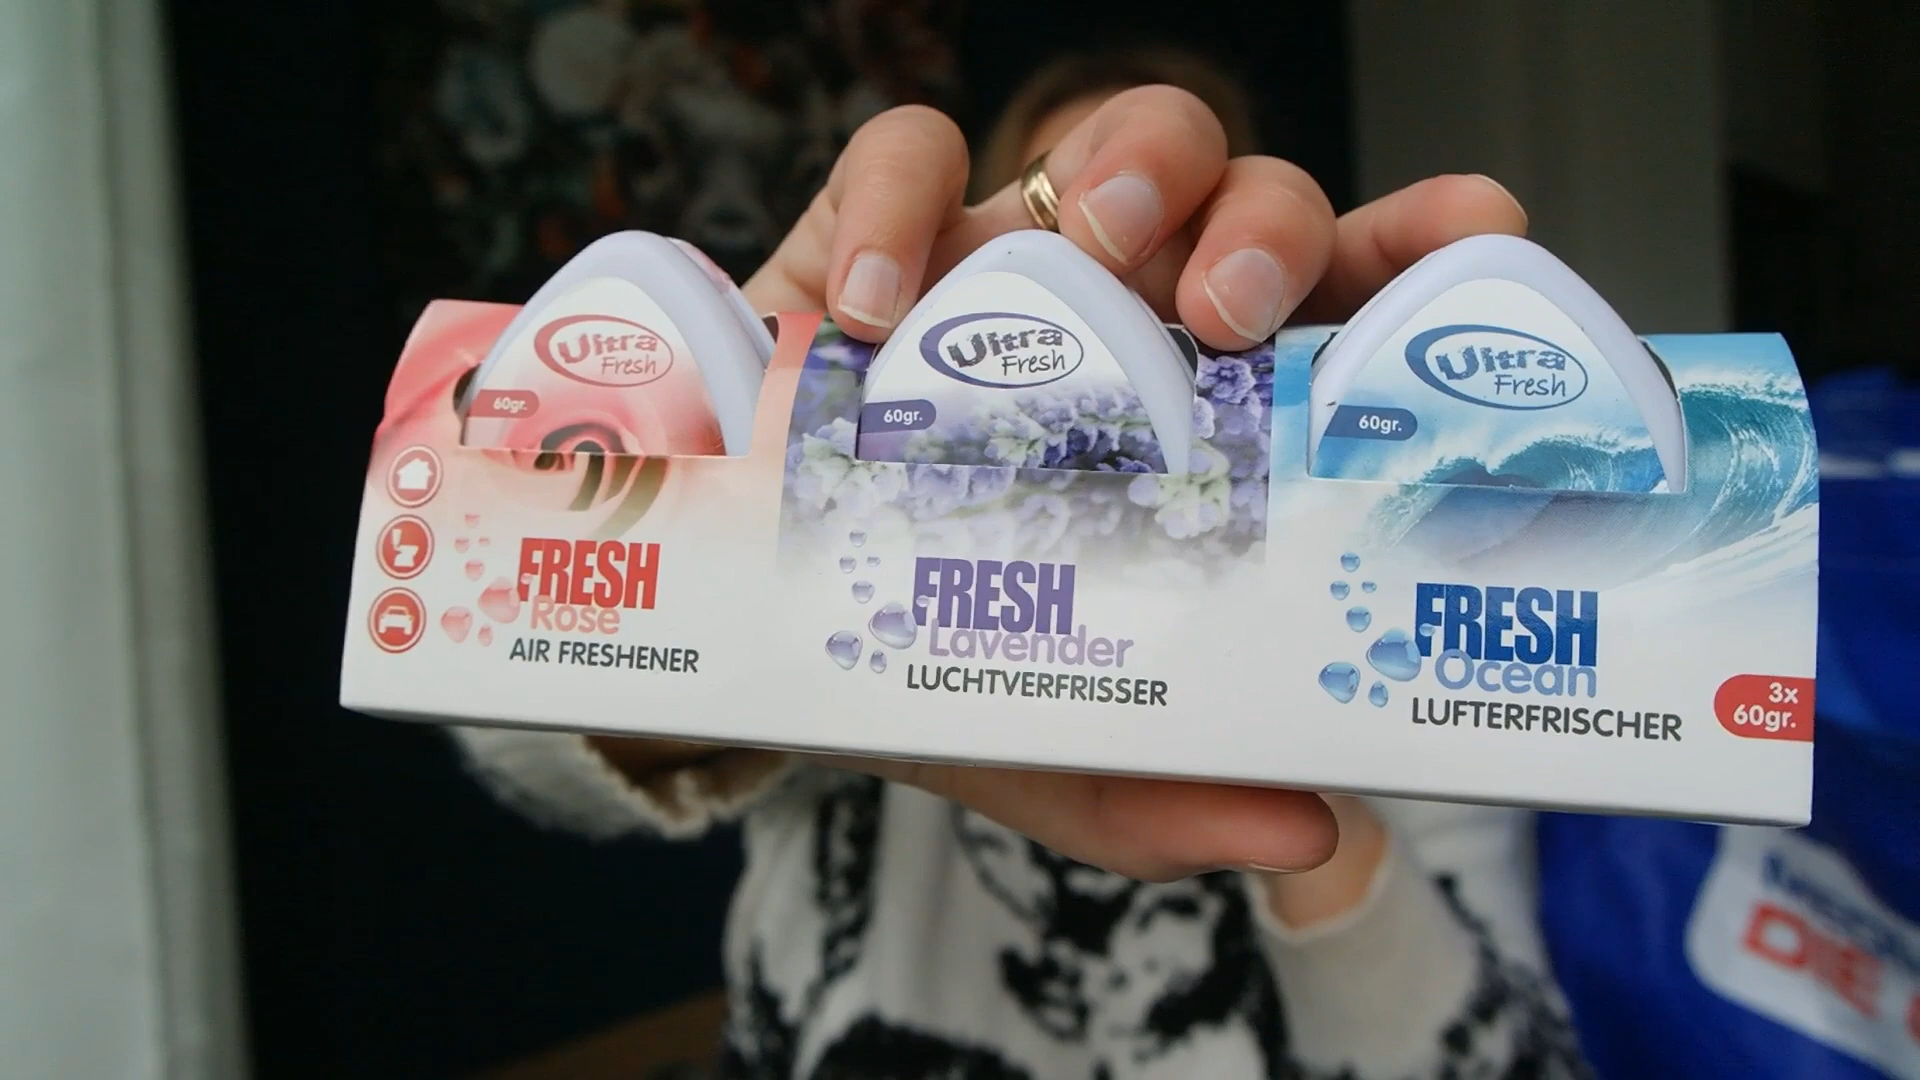 Ultra
Fresh
60gr.
FRESH
Rose
AIR FRESHENER
Ultra
Fresh
60gr.
FRESH
Lavender
LUCHTVERFRISSER
Ultra
Fresh
60gr.
FRESH
Ocean
LUFTERFRISCHER
3x
60gr.